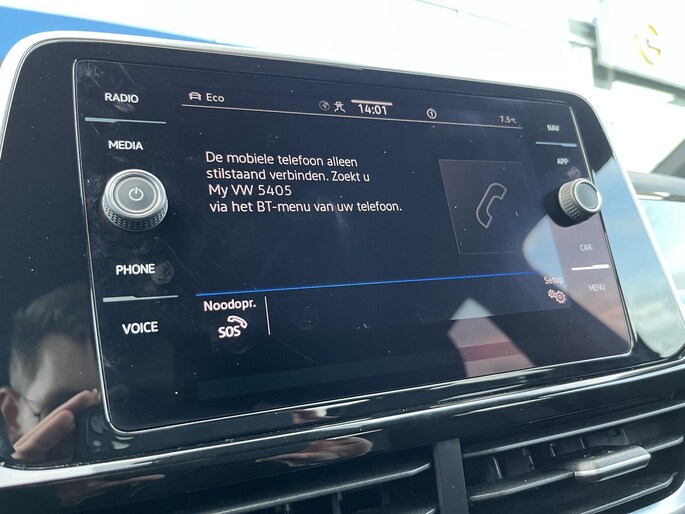 RADIO
MEDIA
PHONE
VOICE
Eco
14:01
7.5°C
De mobiele telefoon alleen
stilstaand verbinden. Zoekt u
My VW 5405
via het BT-menu van uw telefoon.
Noodopr.
SOS
Setup
NAV
APP
CAR
MENU